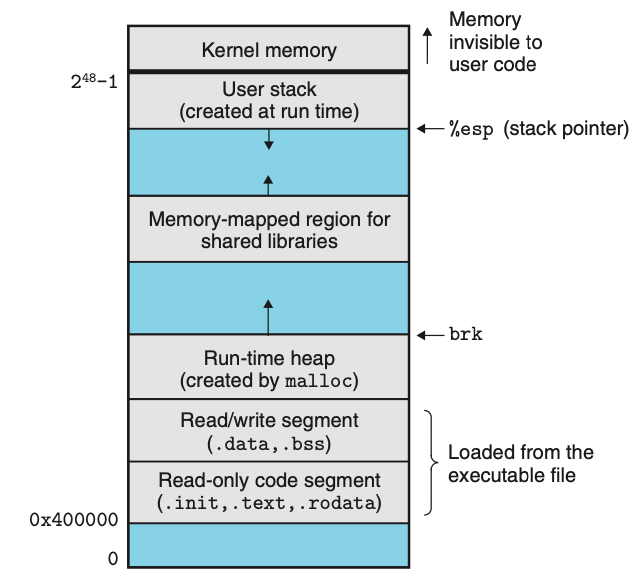 Memory
invisible to
user code
Kernel memory
2⁴⁸−1
User stack
(created at run time)
%esp (stack pointer)
Memory-mapped region for
shared libraries
brk
Run-time heap
(created by malloc)
Read/write segment
(.data,.bss)
Loaded from the
executable file
Read-only code segment
(.init,.text,.rodata)
0x400000
0